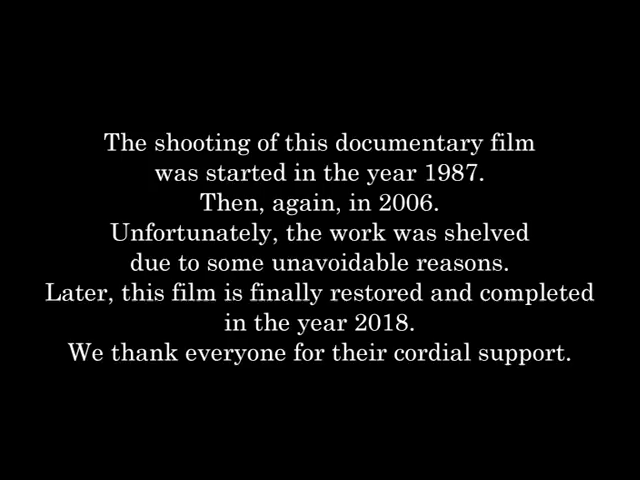 The shooting of this documentary film
was started in the year 1987.
Then, again, in 2006.
Unfortunately, the work was shelved
due to some unavoidable reasons.
Later, this film is finally restored and completed
in the year 2018.
We thank everyone for their cordial support.